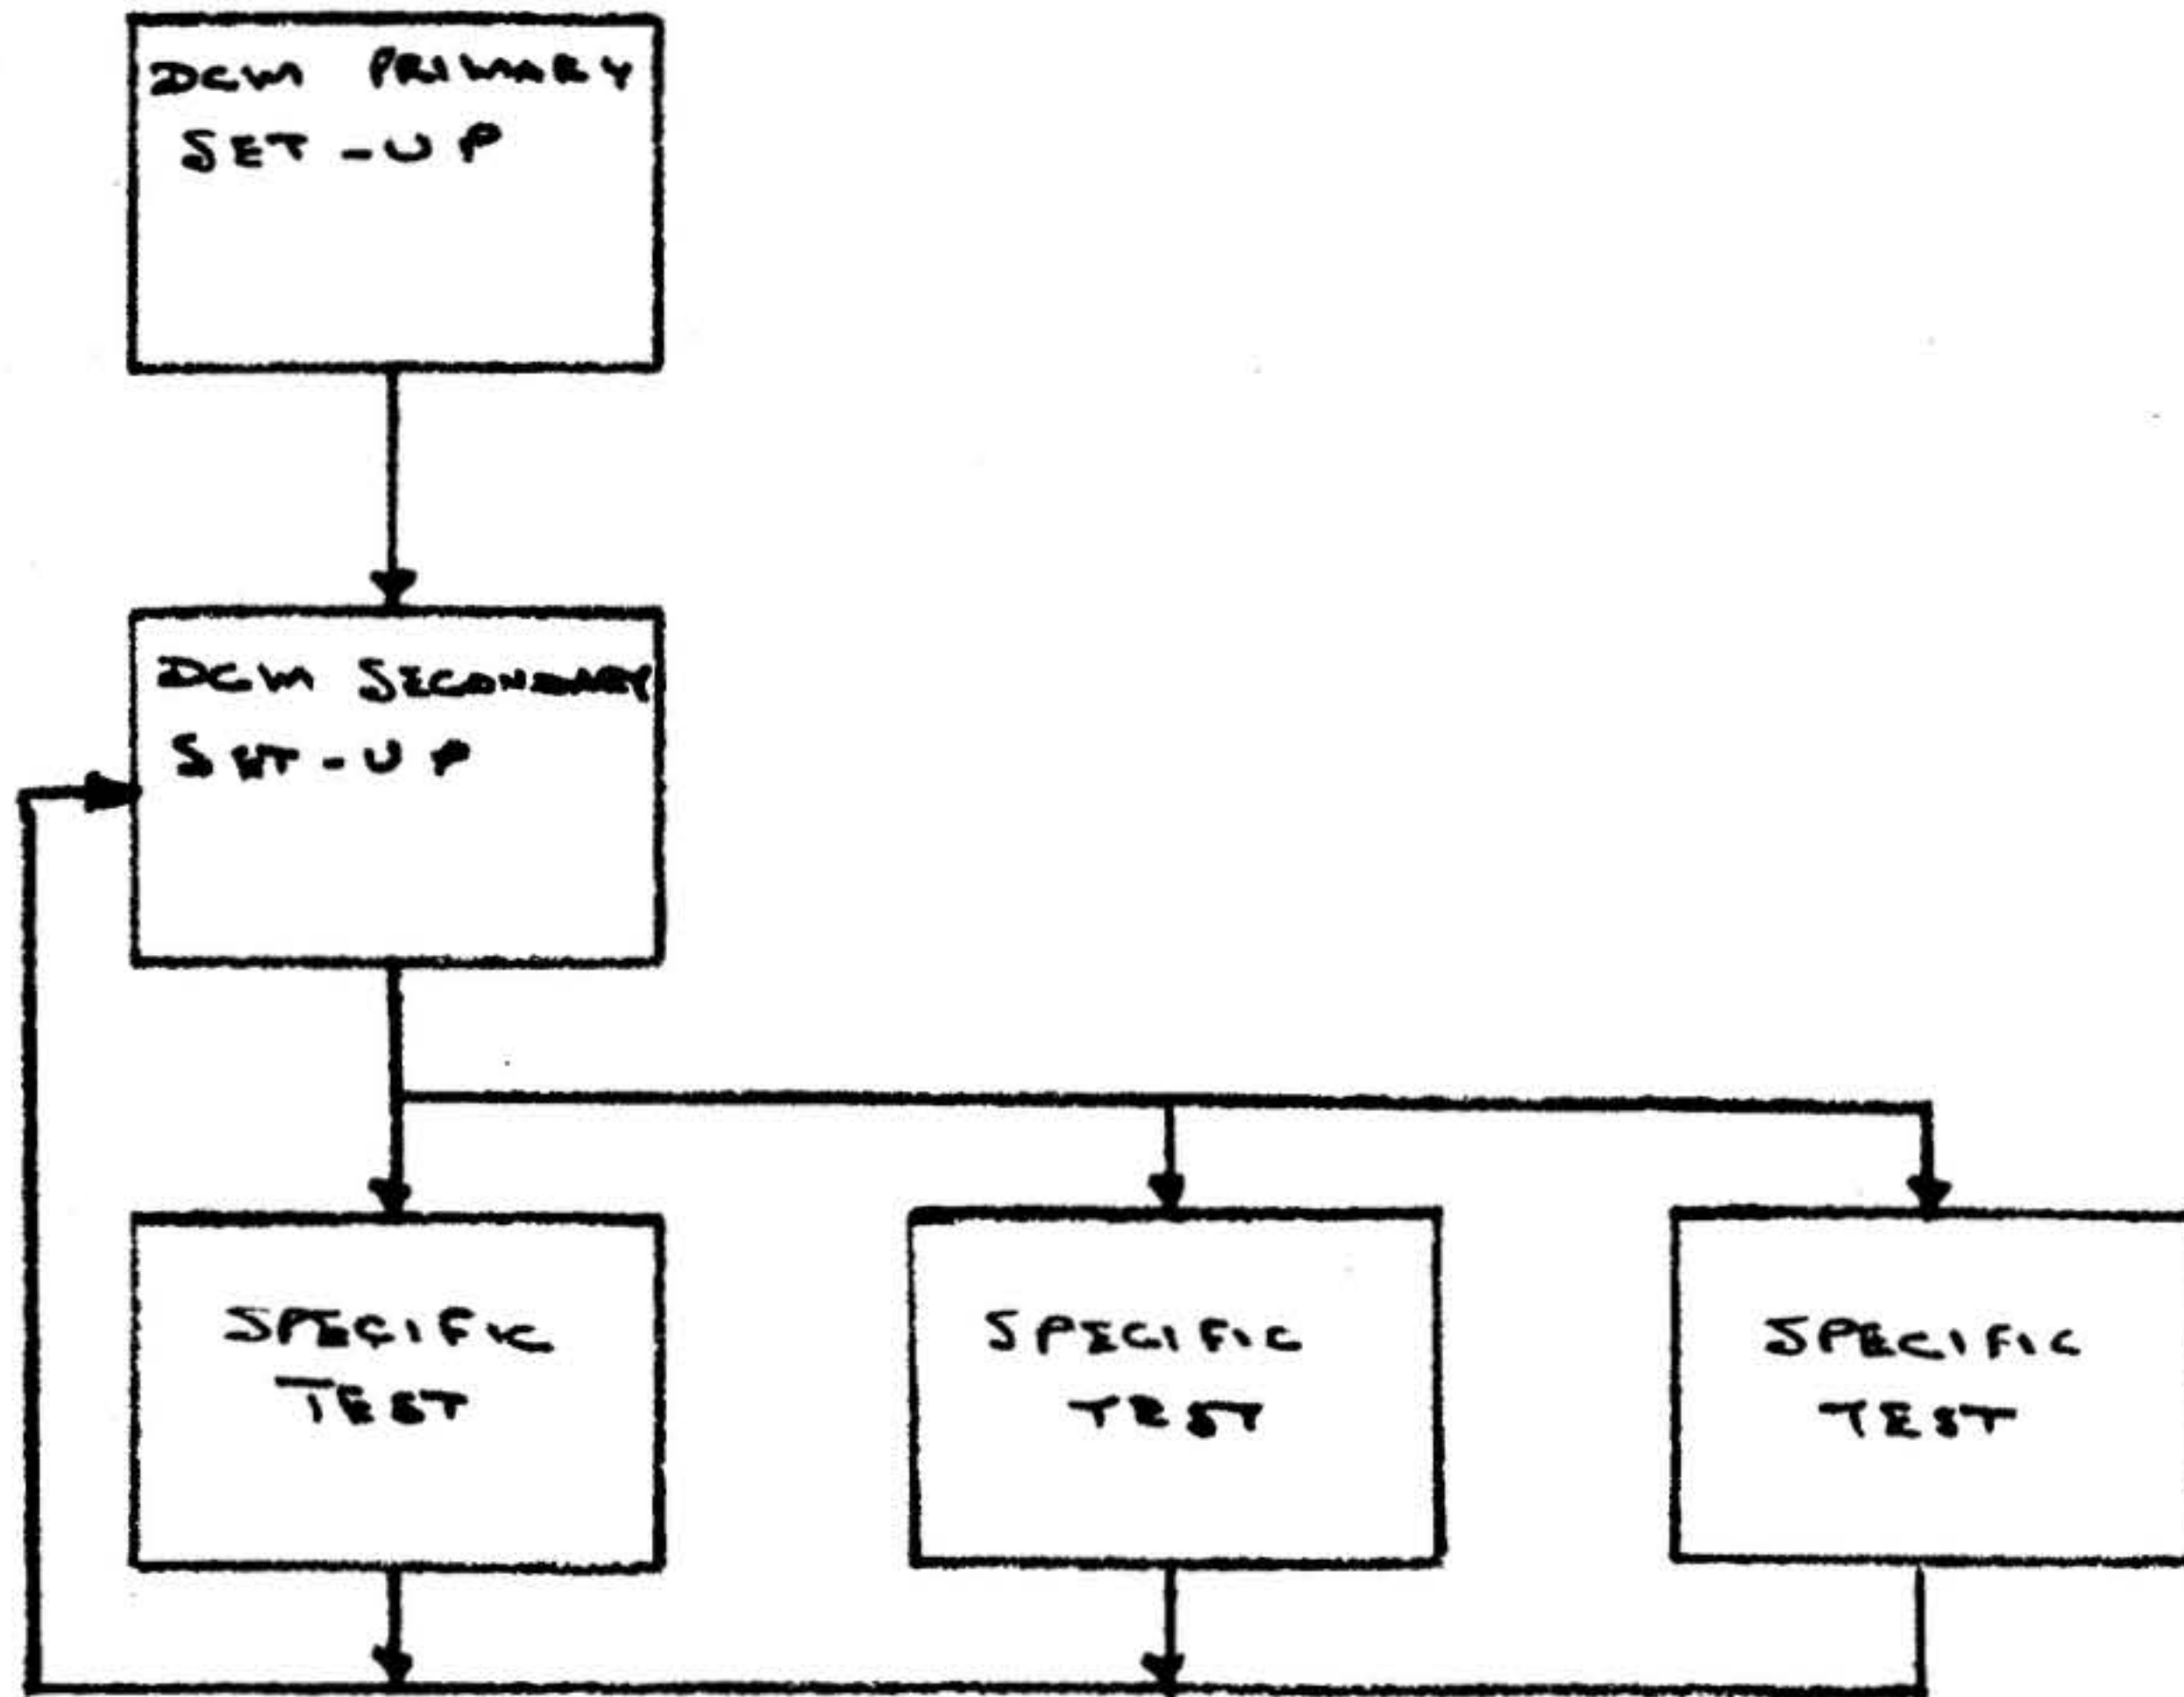 DCM PRIMARY
SET-UP
DCM SECONDARY
SET-UP
SPECIFIC
TEST
SPECIFIC
TEST
SPECIFIC
TEST